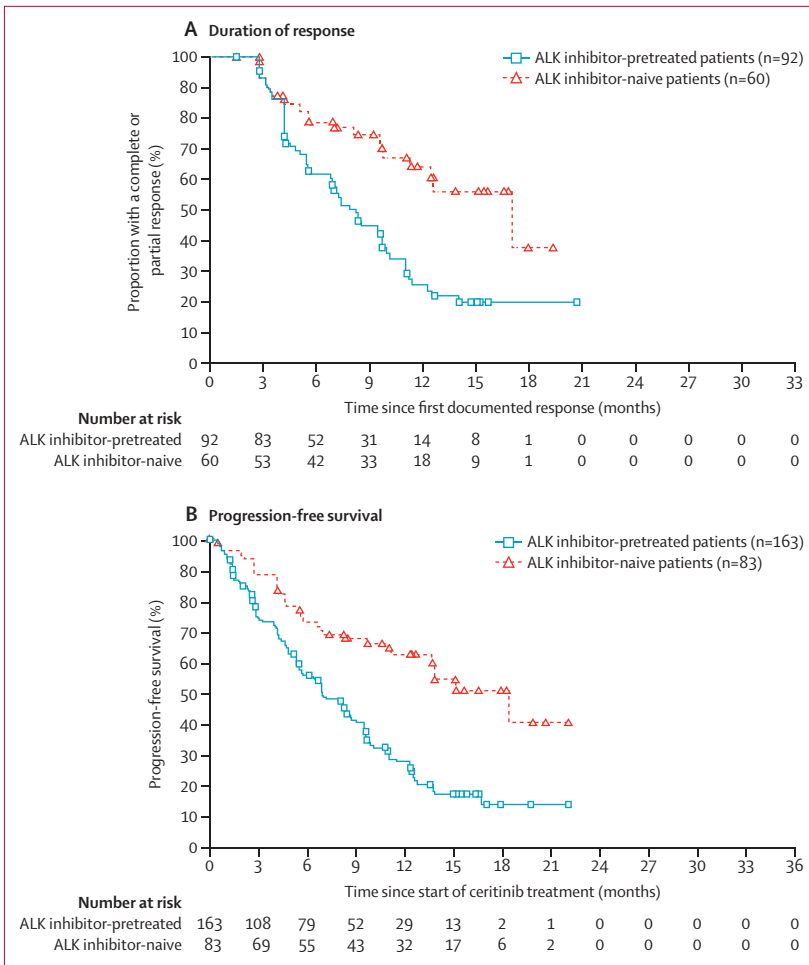 A Duration of response
ALK inhibitor-pretreated patients (n=92)
ALK inhibitor-naive patients (n=60)
Proportion with a complete or
partial response (%)
100
90
80
70
60
50
40
30
20
10
0
0 3 6 9 12 15 18 21 24 27 30 33
Time since first documented response (months)
Number at risk
ALK inhibitor-pretreated 92 83 52 31 14 8 1 0 0 0 0 0
ALK inhibitor-naive 60 53 42 33 18 9 1 0 0 0 0 0
B Progression-free survival
ALK inhibitor-pretreated patients (n=163)
ALK inhibitor-naive patients (n=83)
Progression-free survival (%)
100
80
80
70
60
50
40
30
20
10
0
0 3 6 9 12 15 18 21 24 27 30 33 36
Time since start of ceritinib treatment (months)
Number at risk
ALK inhibitor-pretreated 163 108 79 52 29 13 2 1 0 0 0 0 0
ALK inhibitor-naive 83 69 55 43 32 17 6 2 0 0 0 0 0